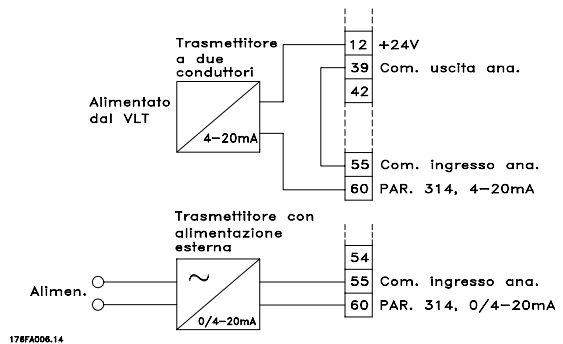 12 +24V
Trasmettitore
a due
conduttori
39 Com. uscita ana.
42
Alimentato
dal VLT
4-20mA
55 Com. ingresso ana.
60 PAR. 314, 4-20mA
Trasmettitore con
alimentazione
esterna
54
~
55 Com. ingresso ana.
Alimen.
60 PAR. 314, 0/4-20mA
0/4-20mA
176FA006.14